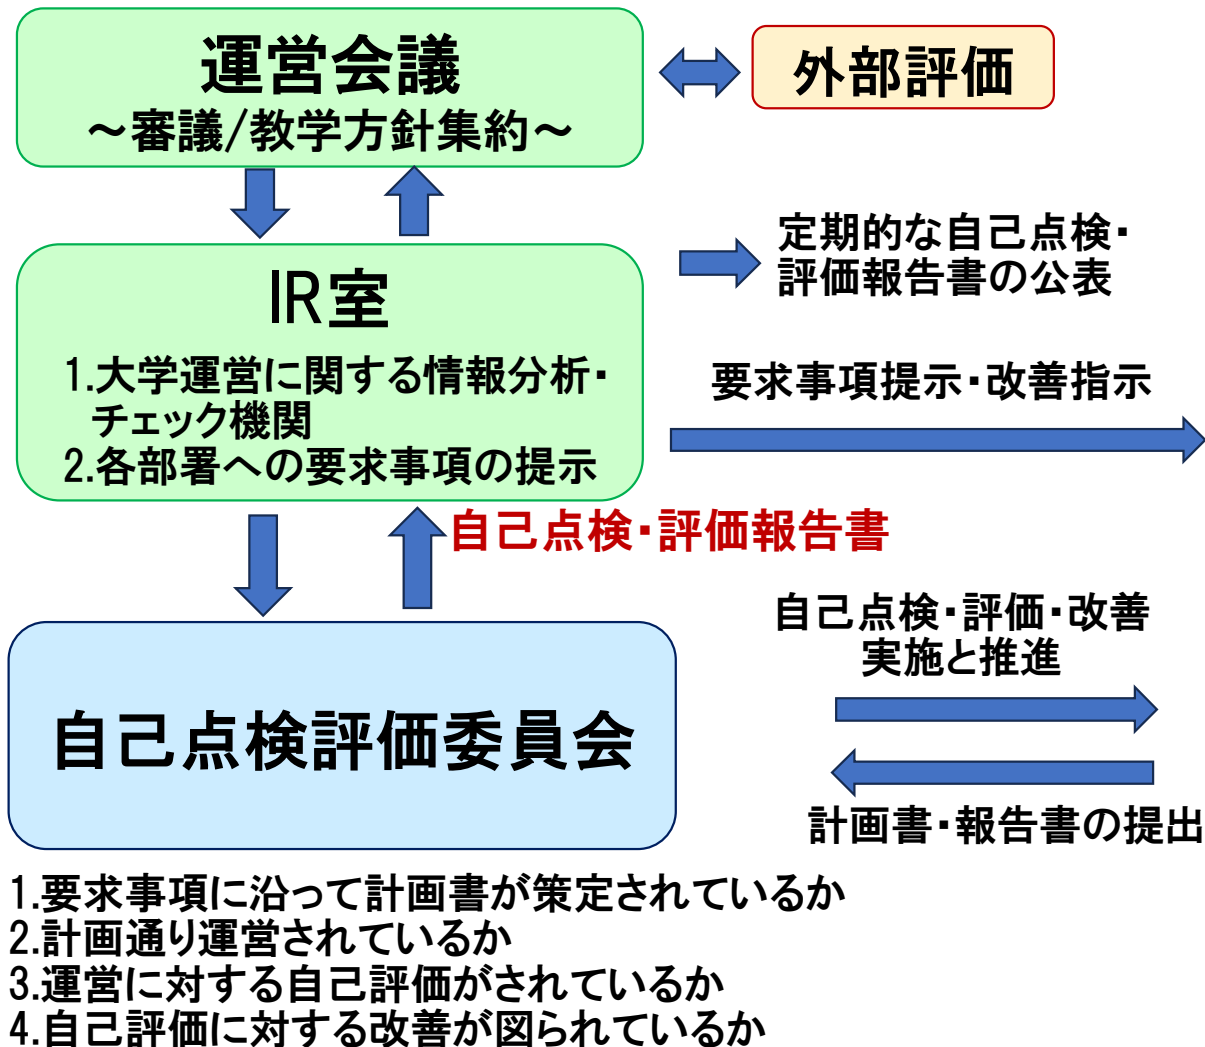 運営会議
～審議/教学方針集約～
外部評価
定期的な自己点検・
評価報告書の公表
IR室
1.大学運営に関する情報分析・
チェック機関
2.各部署への要求事項の提示
要求事項提示・改善指示
自己点検・評価報告書
自己点検・評価・改善
実施と推進
自己点検評価委員会
計画書・報告書の提出
1.要求事項に沿って計画書が策定されているか
2.計画通り運営されているか
3.運営に対する自己評価がされているか
4.自己評価に対する改善が図られているか